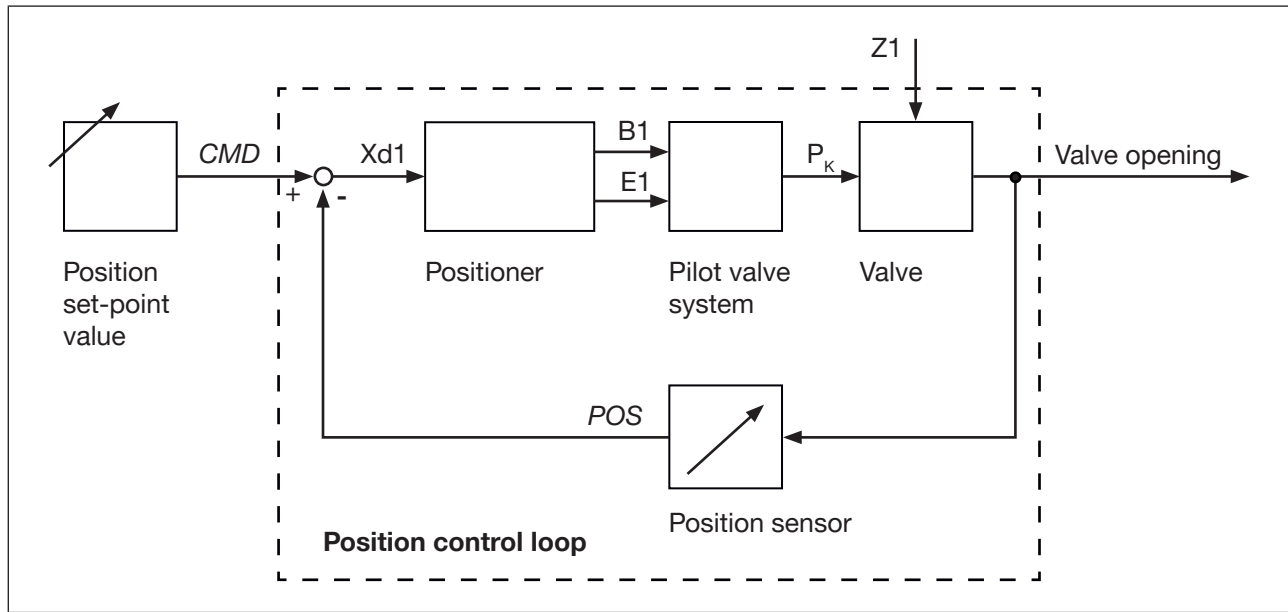 Z1
CMD
Xd1
B1
E1
PK
Valve opening
+
-
Position
set-point
value
Positioner
Pilot valve
system
Valve
POS
Position sensor
Position control loop